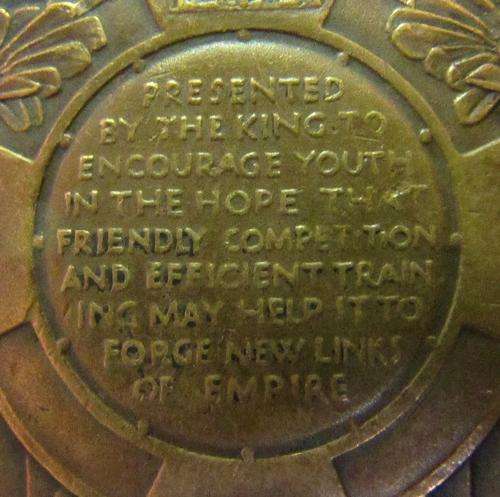 PRESENTED
BY THE KING·TO
ENCOURAGE YOUTH
IN THE HOPE THAT
FRIENDLY COMPETITION
AND EFFICIENT TRAIN
ING MAY HELP IT TO
FORGE NEW LINKS
OF EMPIRE